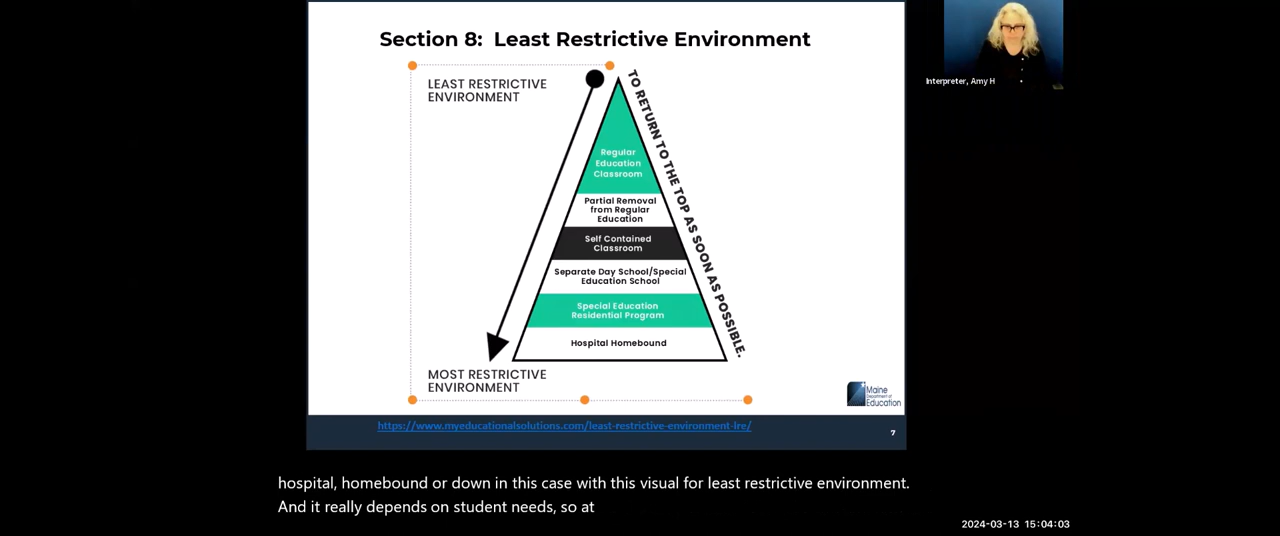 Section 8:  Least Restrictive Environment
LEAST RESTRICTIVE
ENVIRONMENT
TO RETURN TO THE TOP AS SOON AS POSSIBLE.
Regular
Education
Classroom
Partial Removal
from Regular
Education
Self Contained
Classroom
Separate Day School/Special
Education School
Special Education
Residential Program
Hospital Homebound
MOST RESTRICTIVE
ENVIRONMENT
Maine
Department of
Education
https://www.myeducationalsolutions.com/least-restrictive-environment-lre/
7
Interpreter, Amy H
hospital, homebound or down in this case with this visual for least restrictive environment.
And it really depends on student needs, so at
2024-03-13 15:04:03